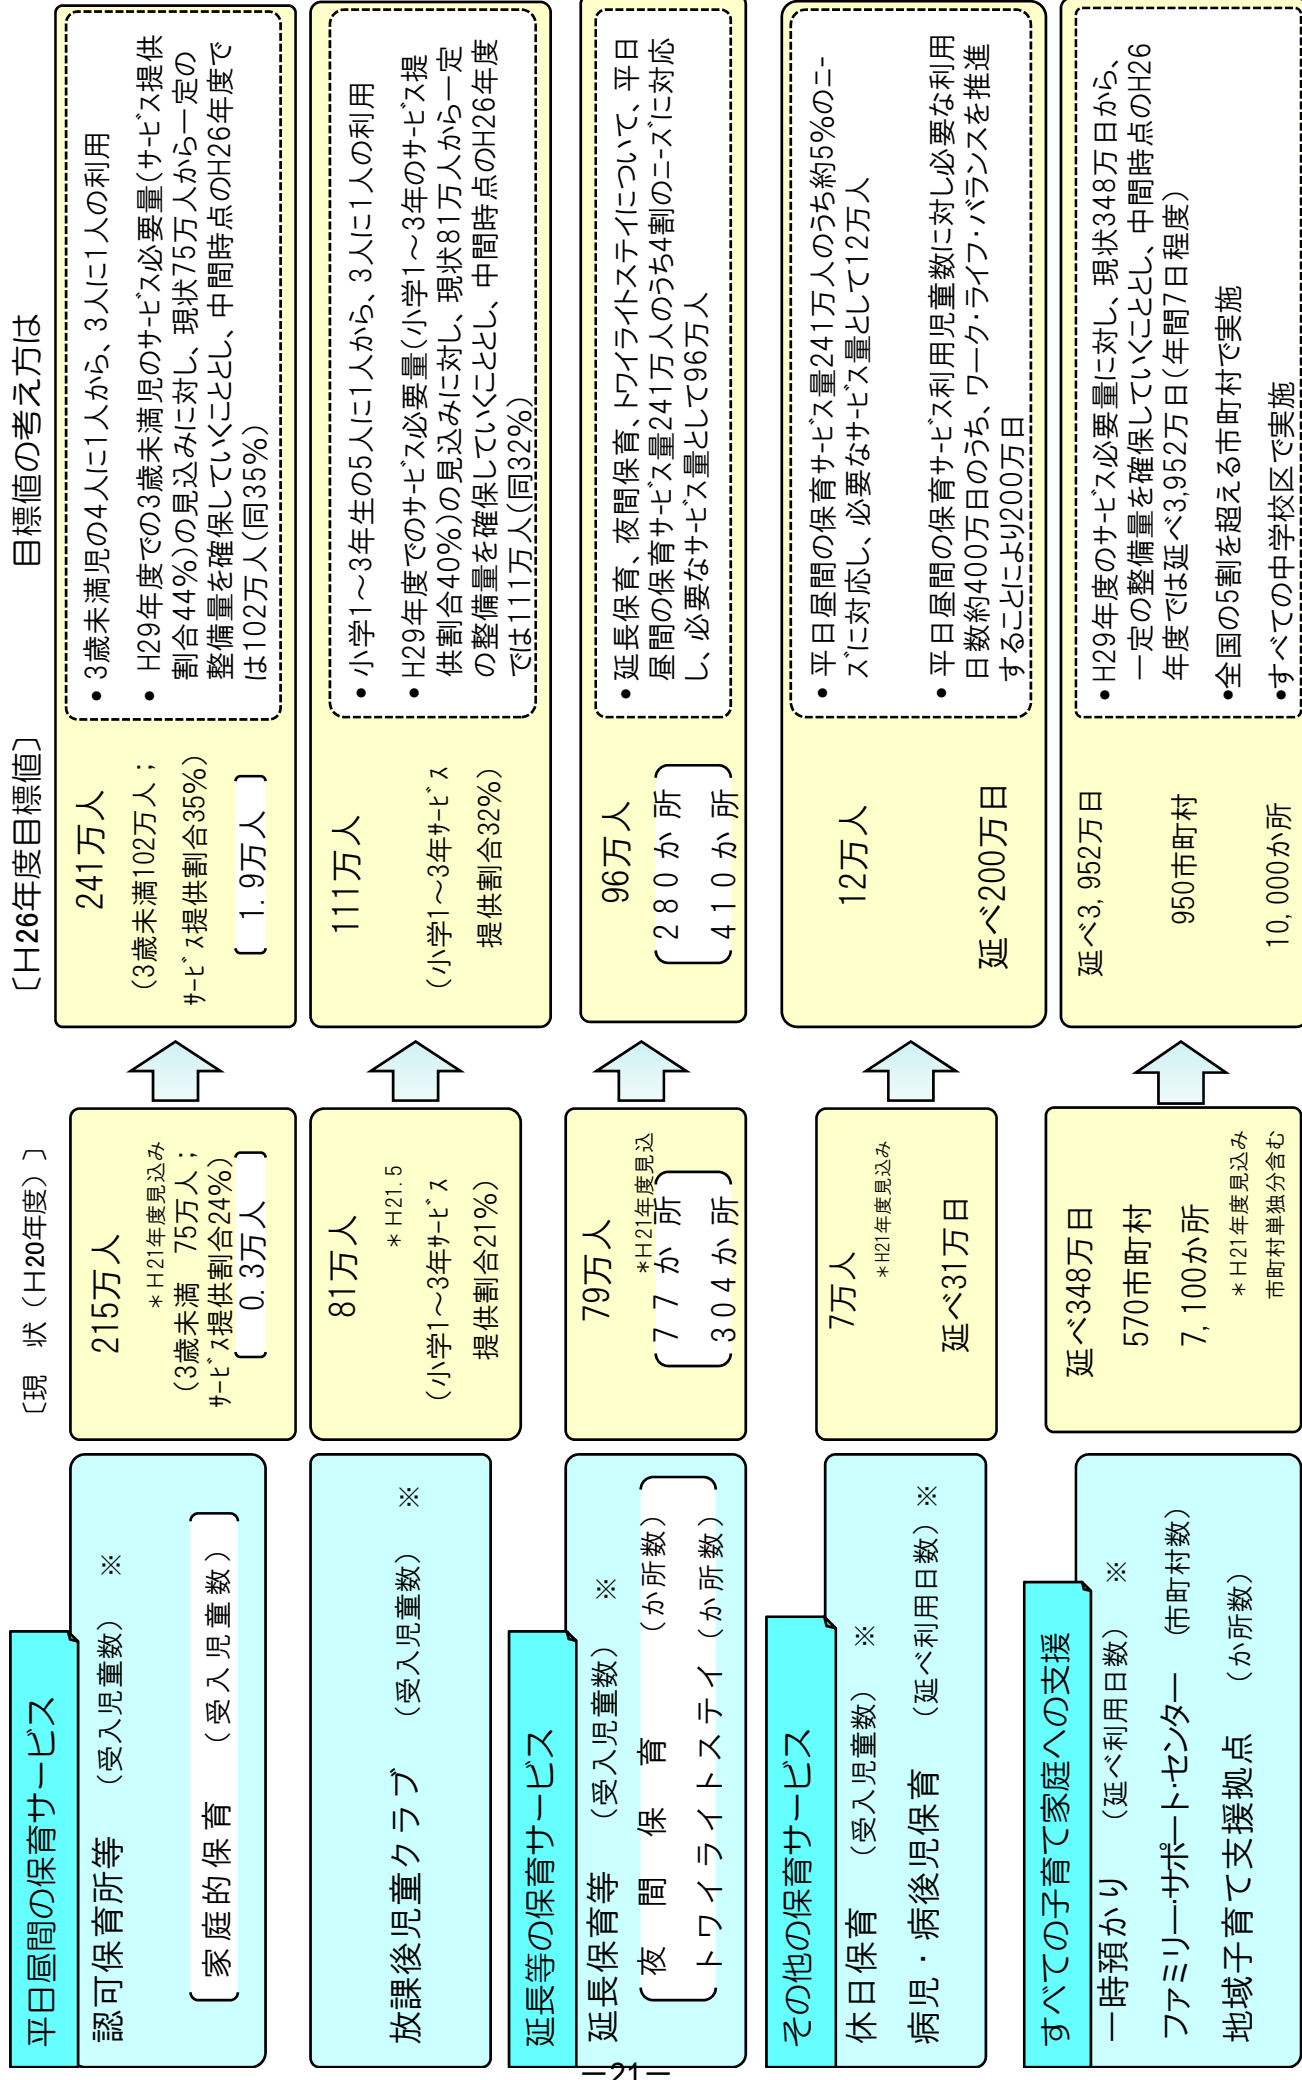 〔現　状（H20年度）〕
〔H26年度目標値〕
目標値の考え方は
平日昼間の保育サービス
認可保育所等　（受入児童数）　※
家庭的保育　（受入児童数）
215万人
＊H21年度見込み
（3歳未満　75万人；
ｻｰﾋﾞｽ提供割合24%）
0.3万人
241万人
（3歳未満102万人；
ｻｰﾋﾞｽ提供割合35%）
1.9万人
• 3歳未満児の4人に1人から、3人に1人の利用
• H29年度での3歳未満児のサービス必要量（サービス提供
割合44%）の見込みに対し、現状75万人から一定の
整備量を確保していくこととし、中間時点のH26年度で
は102万人（同35%）
放課後児童クラブ　（受入児童数）　※
81万人
＊H21.5
（小学1～3年ｻｰﾋﾞｽ
提供割合21%）
111万人
（小学1～3年ｻｰﾋﾞｽ
提供割合32%）
• 小学1～3年生の5人に1人から、3人に1人の利用
• H29年度でのサービス必要量（小学1～3年のサービス提
供割合40%）の見込みに対し、現状81万人から一定
の整備量を確保していくこととし、中間時点のH26年度
では111万人（同32%）
延長等の保育サービス
延長保育等　（受入児童数）　※
夜　間　保　育　　（か所数）
トワイライトステイ（か所数）
79万人
＊H21年度見込
77か所
304か所
96万人
280か所
410か所
• 延長保育、夜間保育、トワイライトステイについて、平日
昼間の保育サービス量241万人のうち4割のニーズに対応
し、必要なサービス量として96万人
その他の保育サービス
休日保育　（受入児童数）　※
病児・病後児保育　（延べ利用日数）※
7万人
＊H21年度見込み
延べ31万日
12万人
延べ200万日
• 平日昼間の保育サービス量241万人のうち約5%のニー
ズに対応し、必要なサービス量として12万人
• 平日昼間の保育サービス利用児童数に対し必要な利用
日数約400万日のうち、ワーク・ライフ・バランスを推進
することにより200万日
すべての子育て家庭への支援
一時預かり　（延べ利用日数）　※
ファミリー・サポート・センター　（市町村数）
地域子育て支援拠点　（か所数）
延べ348万日
570市町村
7,100か所
＊H21年度見込み
市町村単独分含む
延べ3,952万日
950市町村
10,000か所
•H29年度のサービス必要量に対し、現状348万日から、
一定の整備量を確保していくこととし、中間時点のH26
年度では延べ3,952万日（年間7日程度）
•全国の5割を超える市町村で実施
•すべての中学校区で実施
－21－